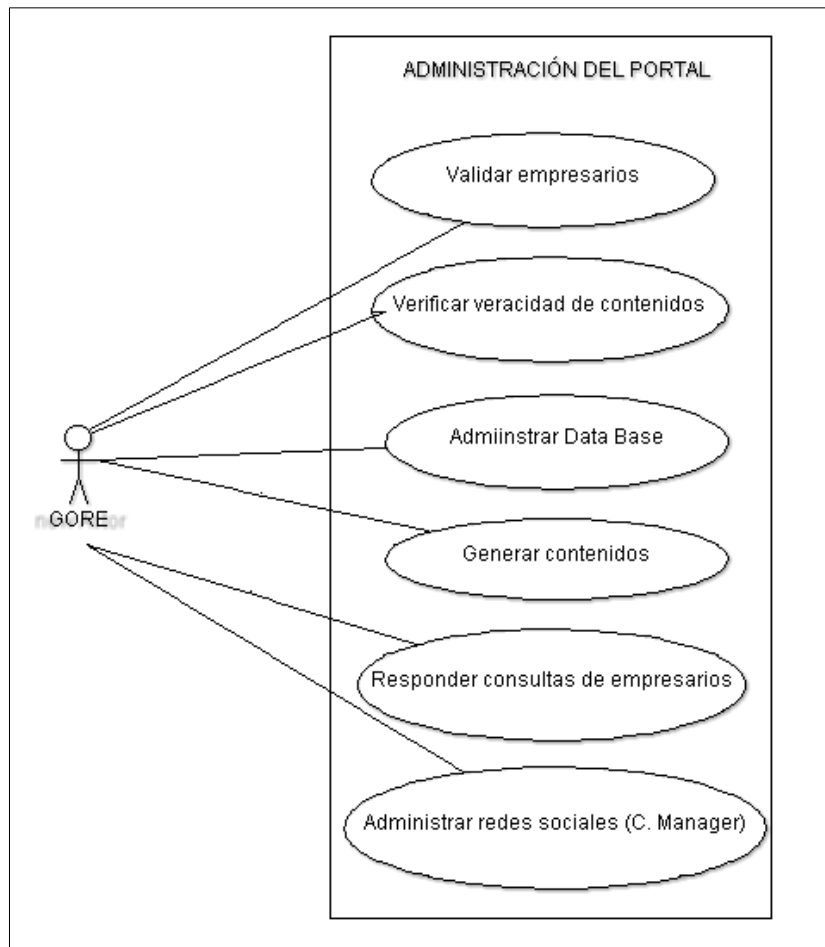 ADMINISTRACIÓN DEL PORTAL
Validar empresarios
Verificar veracidad de contenidos
Admiinstrar Data Base
GORE
Generar contenidos
Responder consultas de empresarios
Administrar redes sociales (C. Manager)